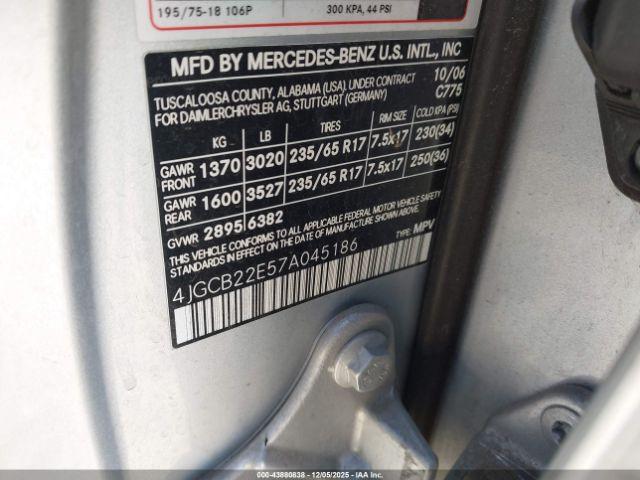 195/75-18 106P
300 KPA, 44 PSI
MFD BY MERCEDES-BENZ U.S. INTL., INC
TUSCALOOSA COUNTY, ALABAMA (USA), UNDER CONTRACT 10/06
FOR DAIMLERCHRYSLER AG, STUTTGART (GERMANY) C775
KG LB TIRES RIM SIZE COLD KPA (PSI)
GAWR FRONT 1370 3020 235/65 R17 7.5x17 230(34)
GAWR REAR 1600 3527 235/65 R17 7.5x17 250(36)
GVWR 2895 6382
THIS VEHICLE CONFORMS TO ALL APPLICABLE FEDERAL MOTOR VEHICLE SAFETY
STANDARDS IN EFFECT ON THE DATE OF MANUFACTURE SHOWN ABOVE.
4JGCB22E57A045186 TYPE: MPV
000-43880838 - 12/05/2025 - COPART